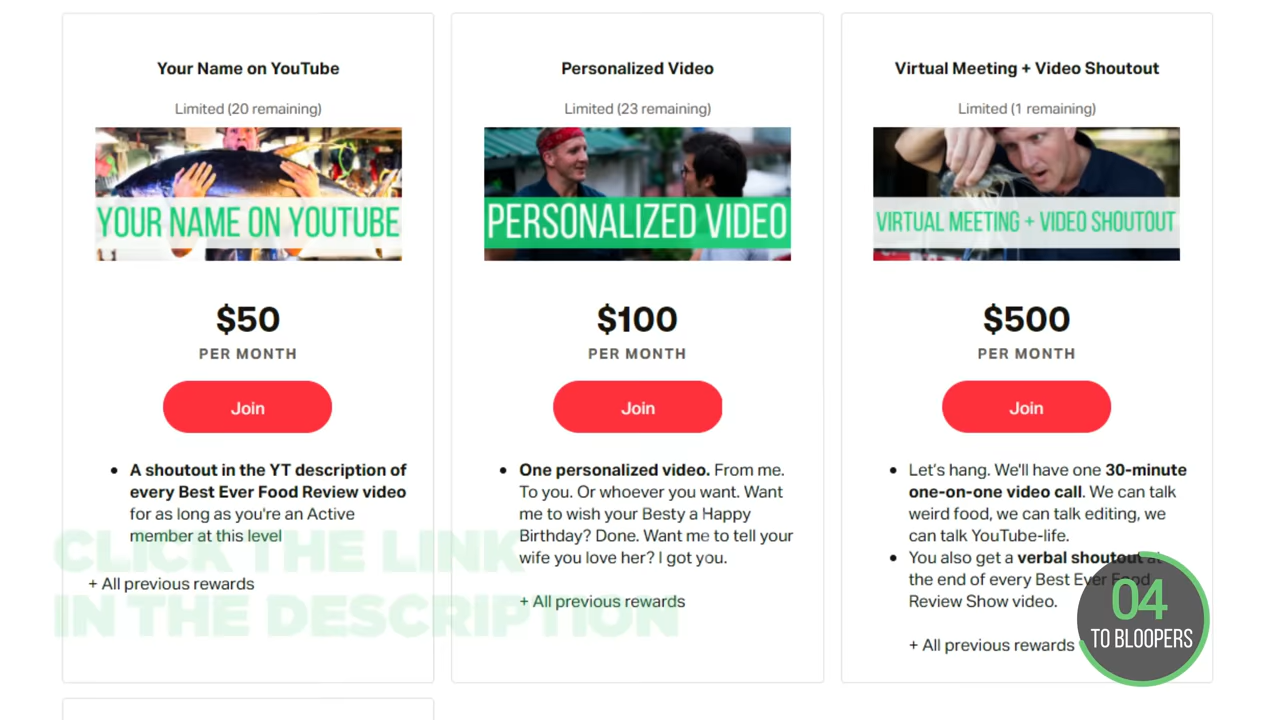 Your Name on YouTube
Limited (20 remaining)
YOUR NAME ON YOUTUBE
$50
PER MONTH
Join
• A shoutout in the YT description of
every Best Ever Food Review video
for as long as you're an Active
member at this level
+ All previous rewards
Personalized Video
Limited (23 remaining)
PERSONALIZED VIDEO
$100
PER MONTH
Join
• One personalized video. From me.
To you. Or whoever you want. Want
me to wish your Besty a Happy
Birthday? Done. Want me to tell your
wife you love her? I got you.
+ All previous rewards
Virtual Meeting + Video Shoutout
Limited (1 remaining)
VIRTUAL MEETING + VIDEO SHOUTOUT
$500
PER MONTH
Join
• Let's hang. We'll have one 30-minute
one-on-one video call. We can talk
weird food, we can talk editing, we
can talk YouTube-life.
• You also get a verbal shoutout at
the end of every Best Ever Food
Review Show video.
+ All previous rewards
CLICK THE LINK
IN THE DESCRIPTION
04
TO BLOOPERS